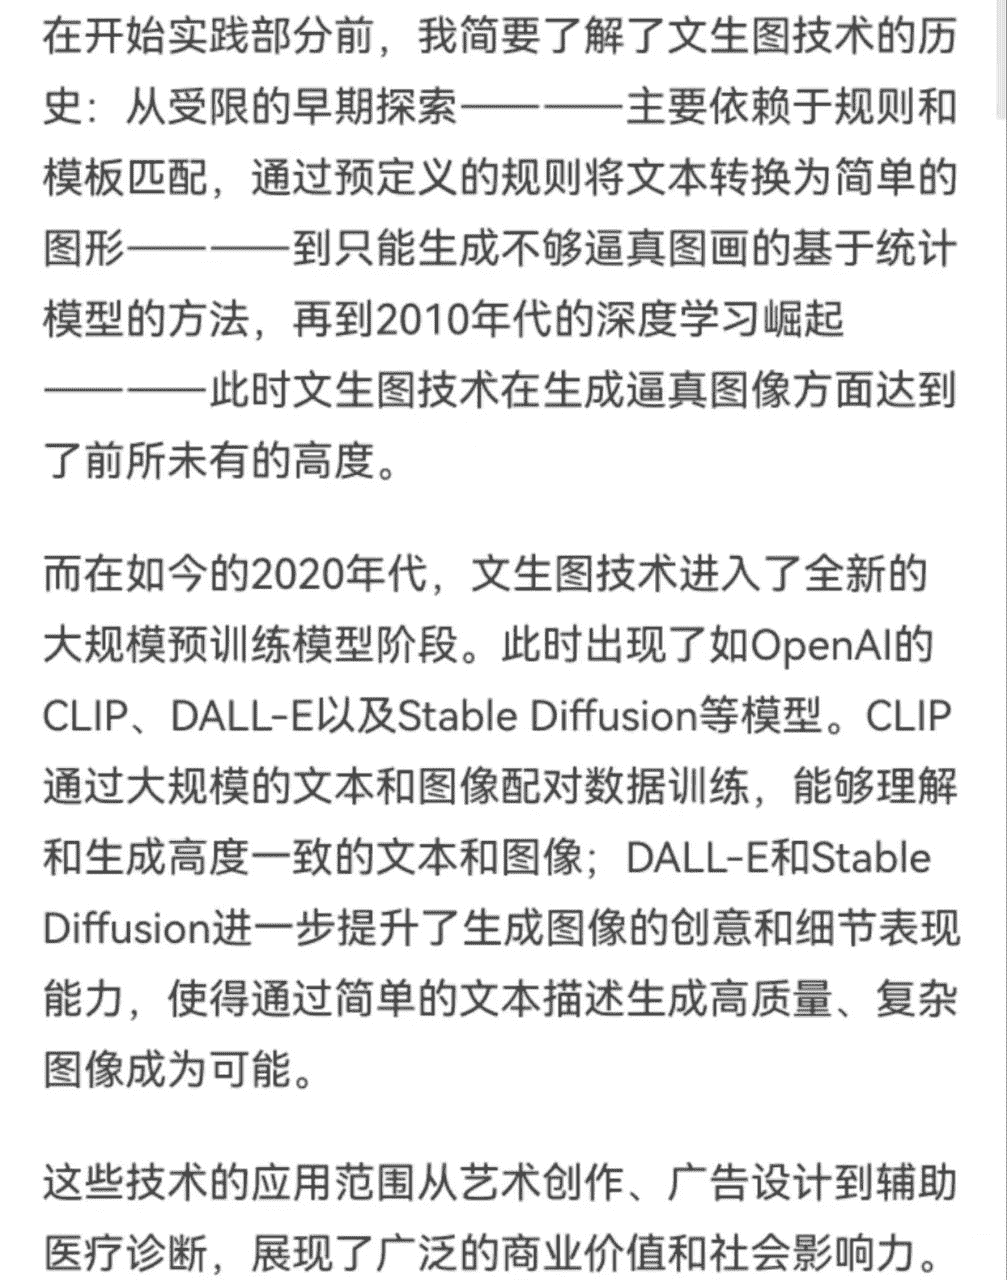 在开始实践部分前，我简要了解了文生图技术的历
史：从受限的早期探索————主要依赖于规则和
模板匹配，通过预定义的规则将文本转换为简单的
图形————到只能生成不够逼真图画的基于统计
模型的方法，再到2010年代的深度学习崛起
————此时文生图技术在生成逼真图像方面达到
了前所未有的高度。
而在如今的2020年代，文生图技术进入了全新的
大规模预训练模型阶段。此时出现了如OpenAI的
CLIP、DALL-E以及Stable Diffusion等模型。CLIP
通过大规模的文本和图像配对数据训练，能够理解
和生成高度一致的文本和图像；DALL-E和Stable
Diffusion进一步提升了生成图像的创意和细节表现
能力，使得通过简单的文本描述生成高质量、复杂
图像成为可能。
这些技术的应用范围从艺术创作、广告设计到辅助
医疗诊断，展现了广泛的商业价值和社会影响力。